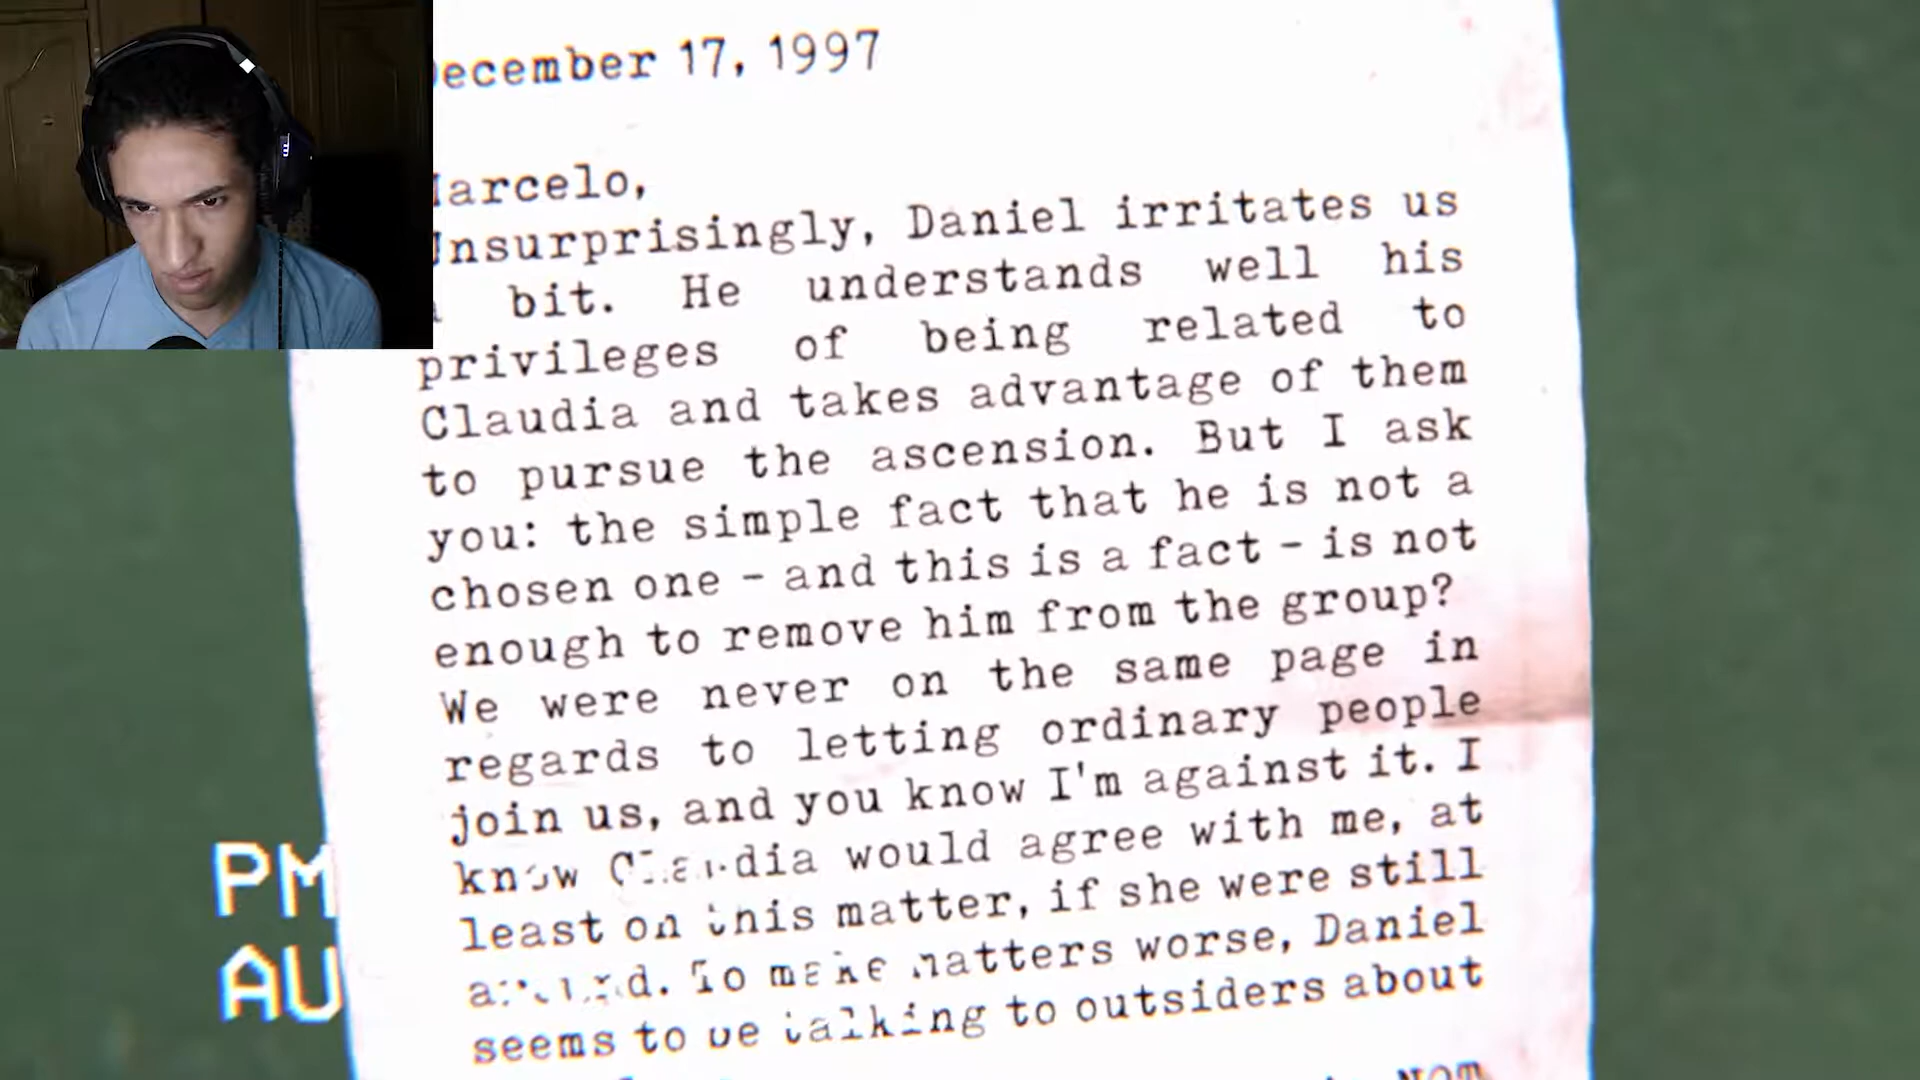 ecember 17, 1997
arcelo,
nsurprisingly, Daniel irritates us
bit. He understands well his
privileges of being related to
Claudia and takes advantage of them
to pursue the ascension. But I ask
you: the simple fact that he is not a
chosen one - and this is a fact - is not
enough to remove him from the group?
We were never on the same page in
regards to letting ordinary people
join us, and you know I'm against it. I
know Claudia would agree with me, at
least on this matter, if she were still
To make matters worse, Daniel
seems to be talking to outsiders about
PM
AU